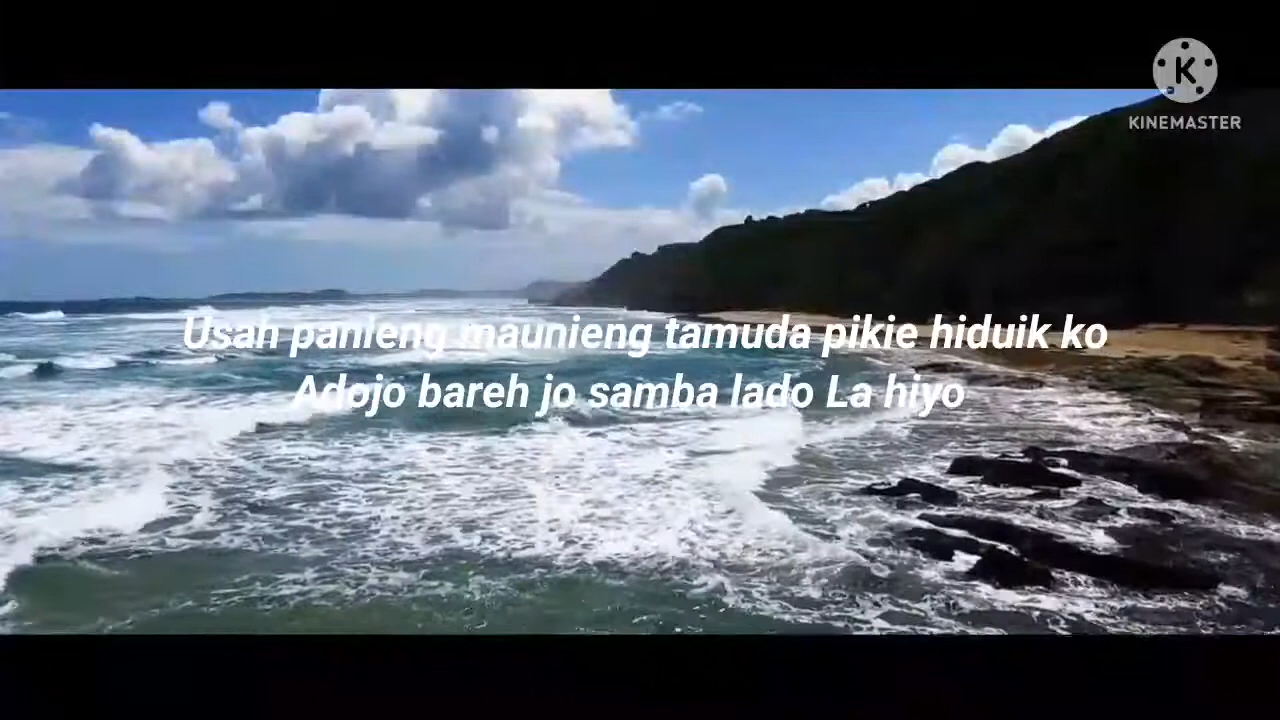 KINEMASTER
Usah panieng maunieng tamuda pikie hiduik ko
Adojo bareh jo samba lado La hiyo